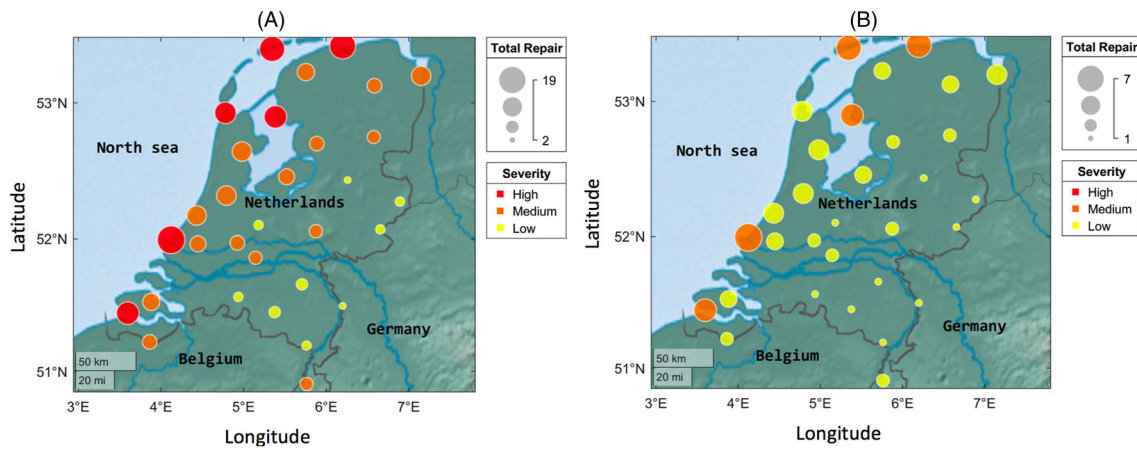 (A)
53°N
52°N
51°N
Latitude
North sea
Netherlands
Germany
Belgium
50 km
20 mi
3°E
4°E
5°E
6°E
7°E
Longitude
Total Repair
19
2
Severity
High
Medium
Low
(B)
53°N
52°N
51°N
Latitude
North sea
Netherlands
Germany
Belgium
50 km
20 mi
3°E
4°E
5°E
6°E
7°E
Longitude
Total Repair
7
1
Severity
High
Medium
Low